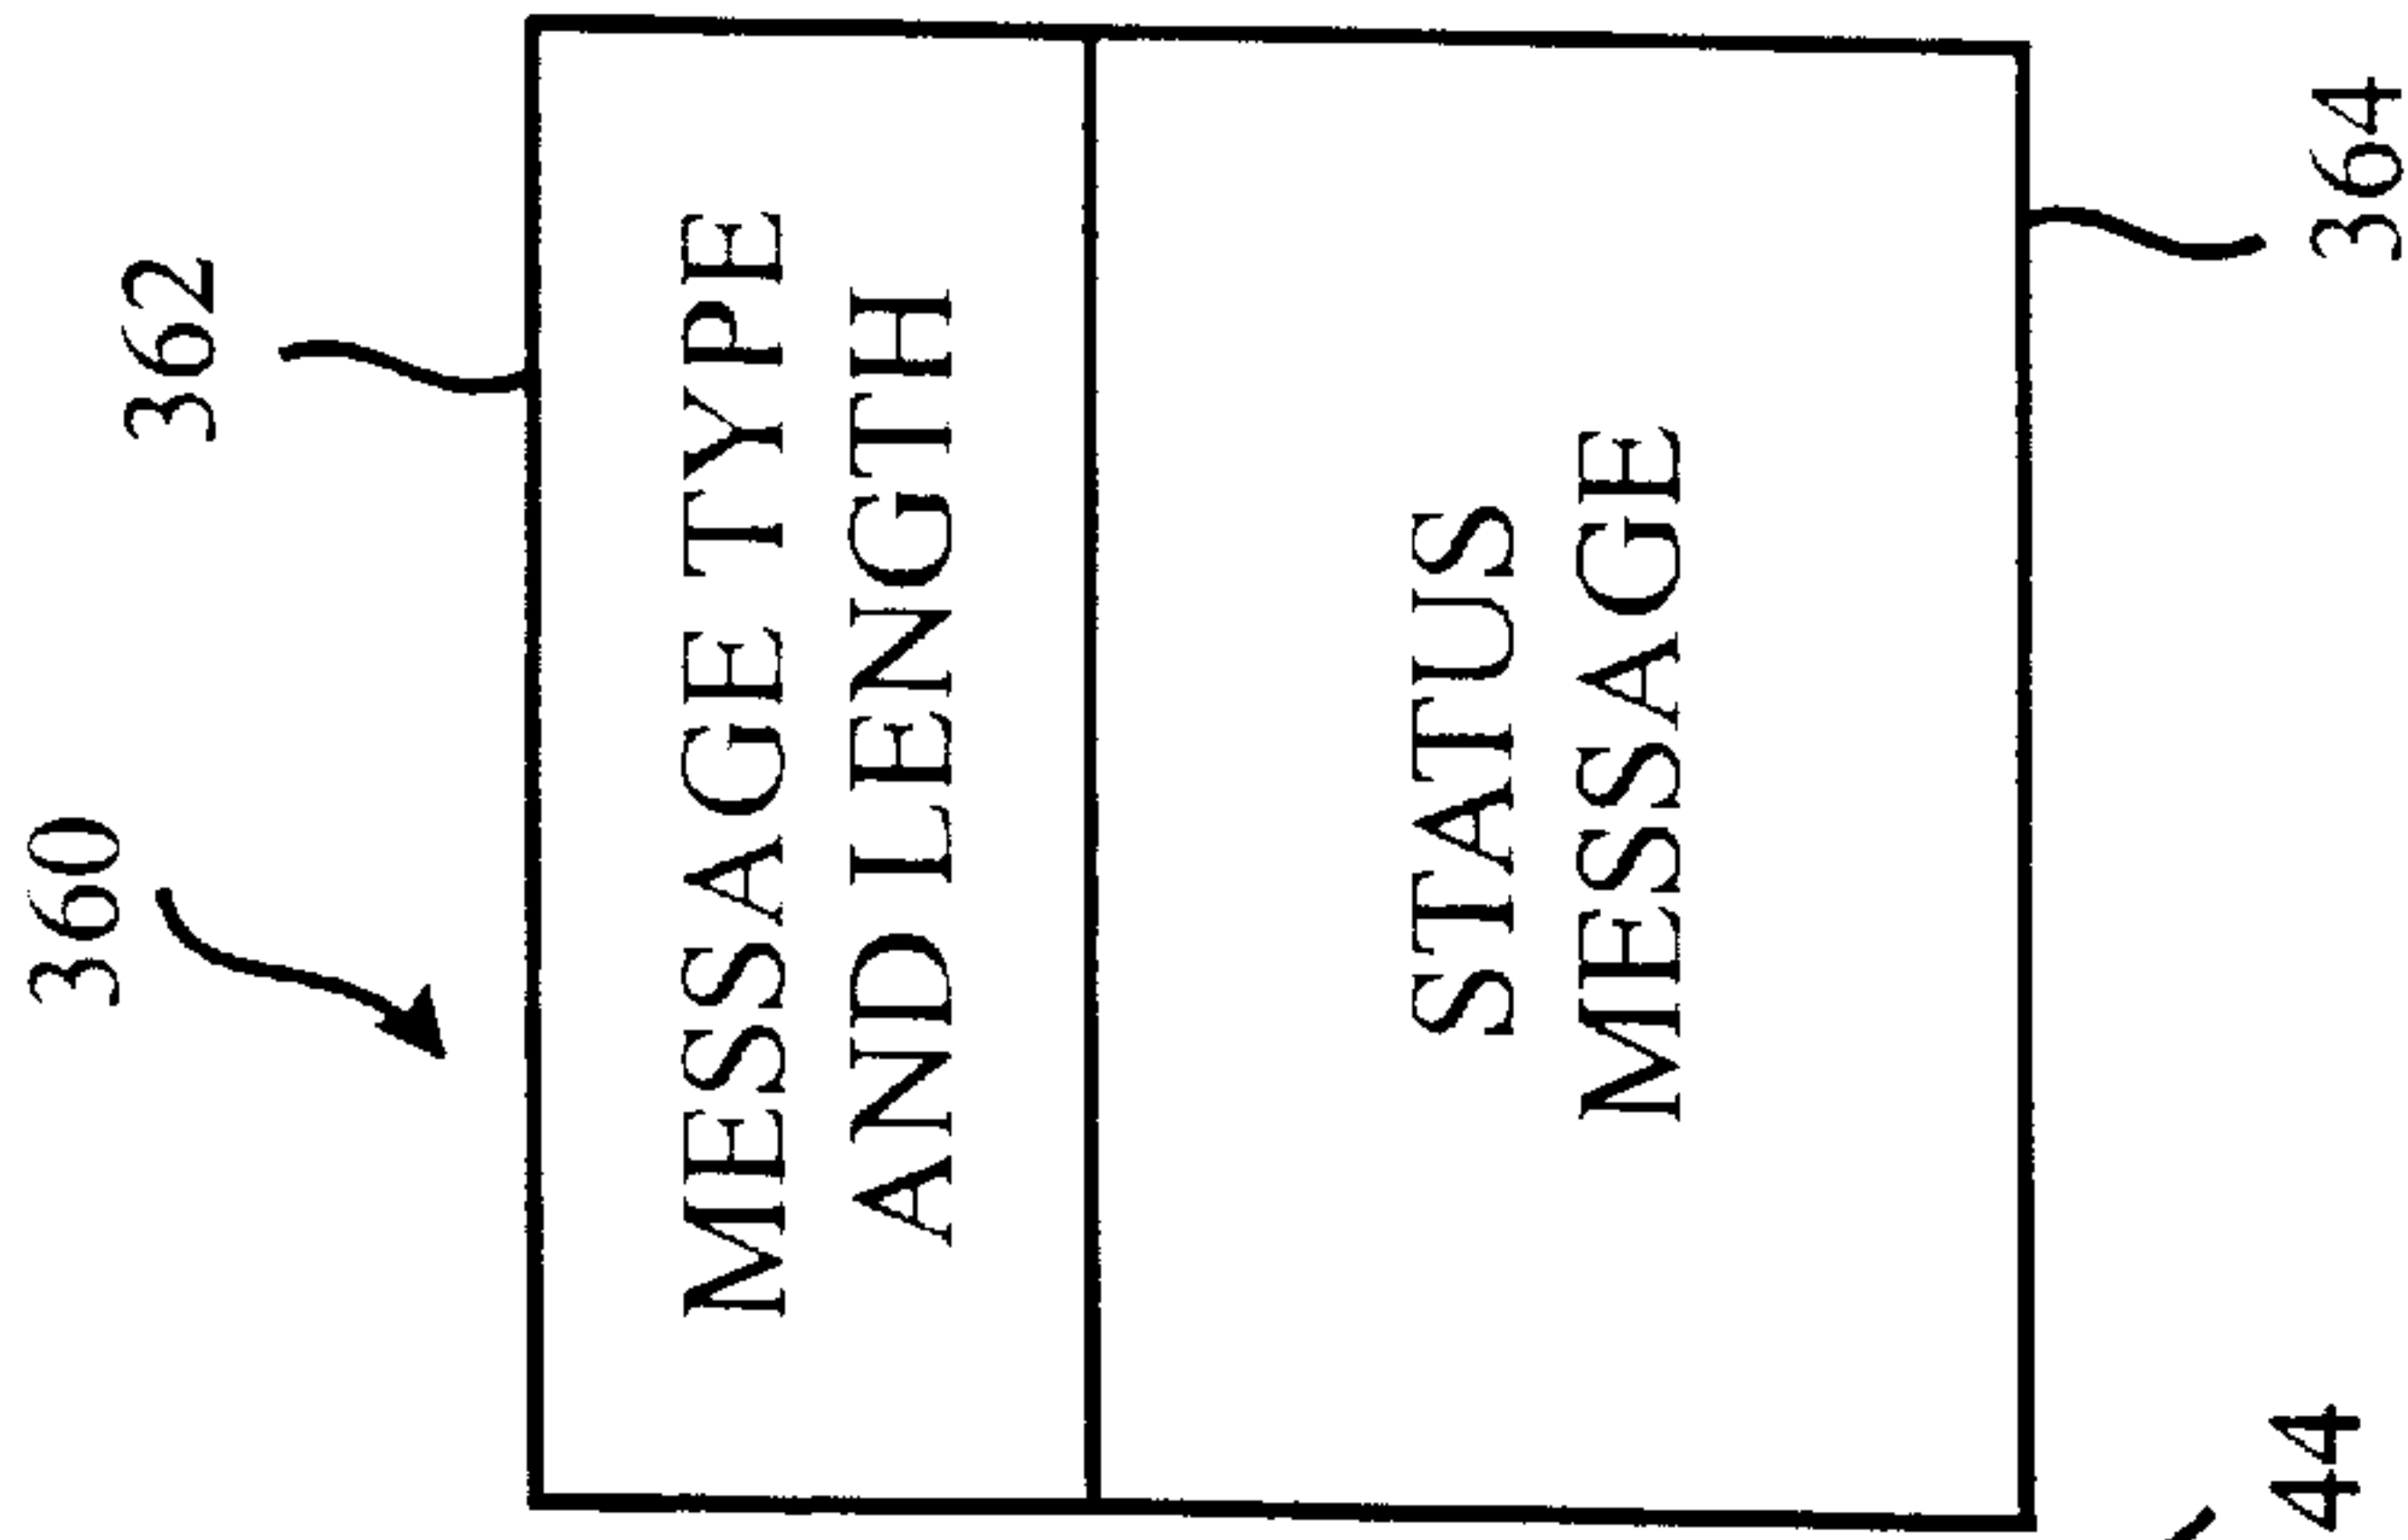 360
362
MESSAGE TYPE
AND LENGTH
STATUS
MESSAGE
364
44